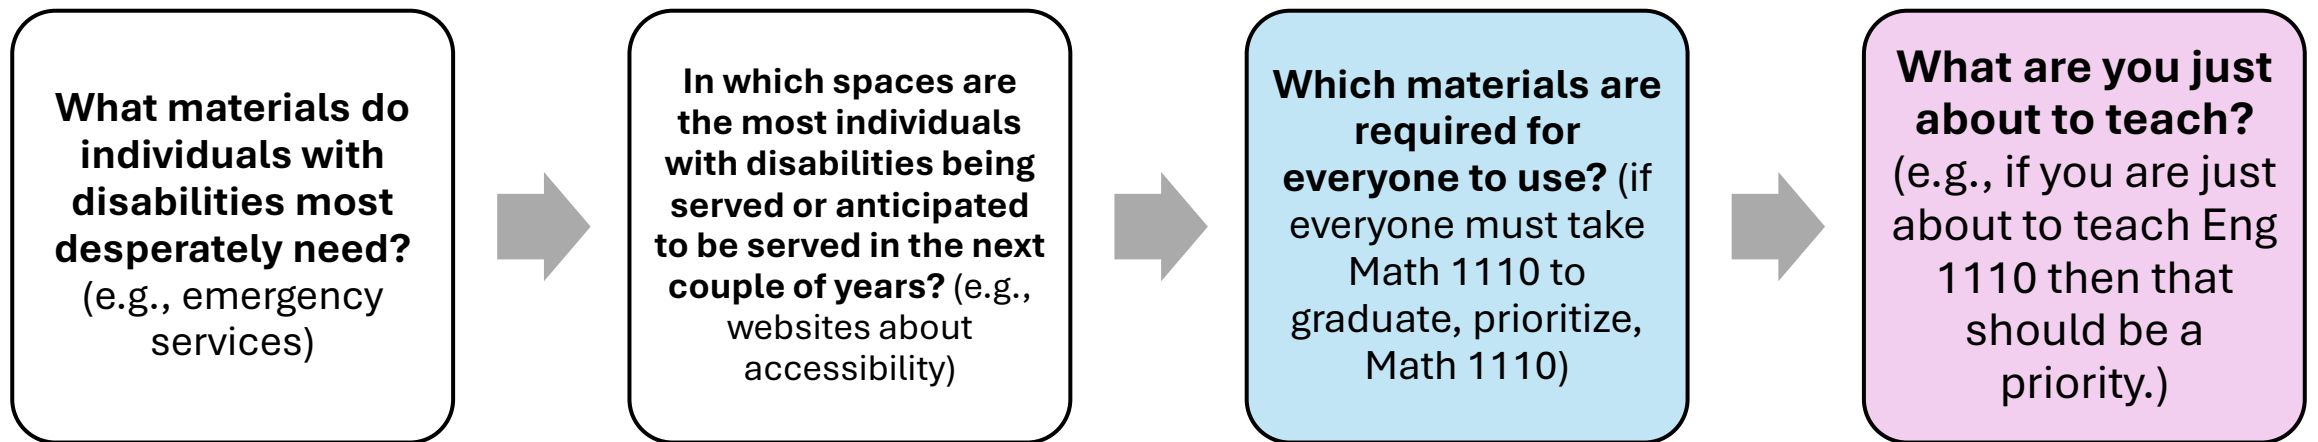 What materials do
individuals with
disabilities most
desperately need?
(e.g., emergency
services)
In which spaces are
the most individuals
with disabilities being
served or anticipated
to be served in the next
couple of years? (e.g.,
websites about
accessibility)
Which materials are
required for
everyone to use? (if
everyone must take
Math 1110 to
graduate, prioritize,
Math 1110)
What are you just
about to teach?
(e.g., if you are just
about to teach Eng
1110 then that
should be a
priority.)